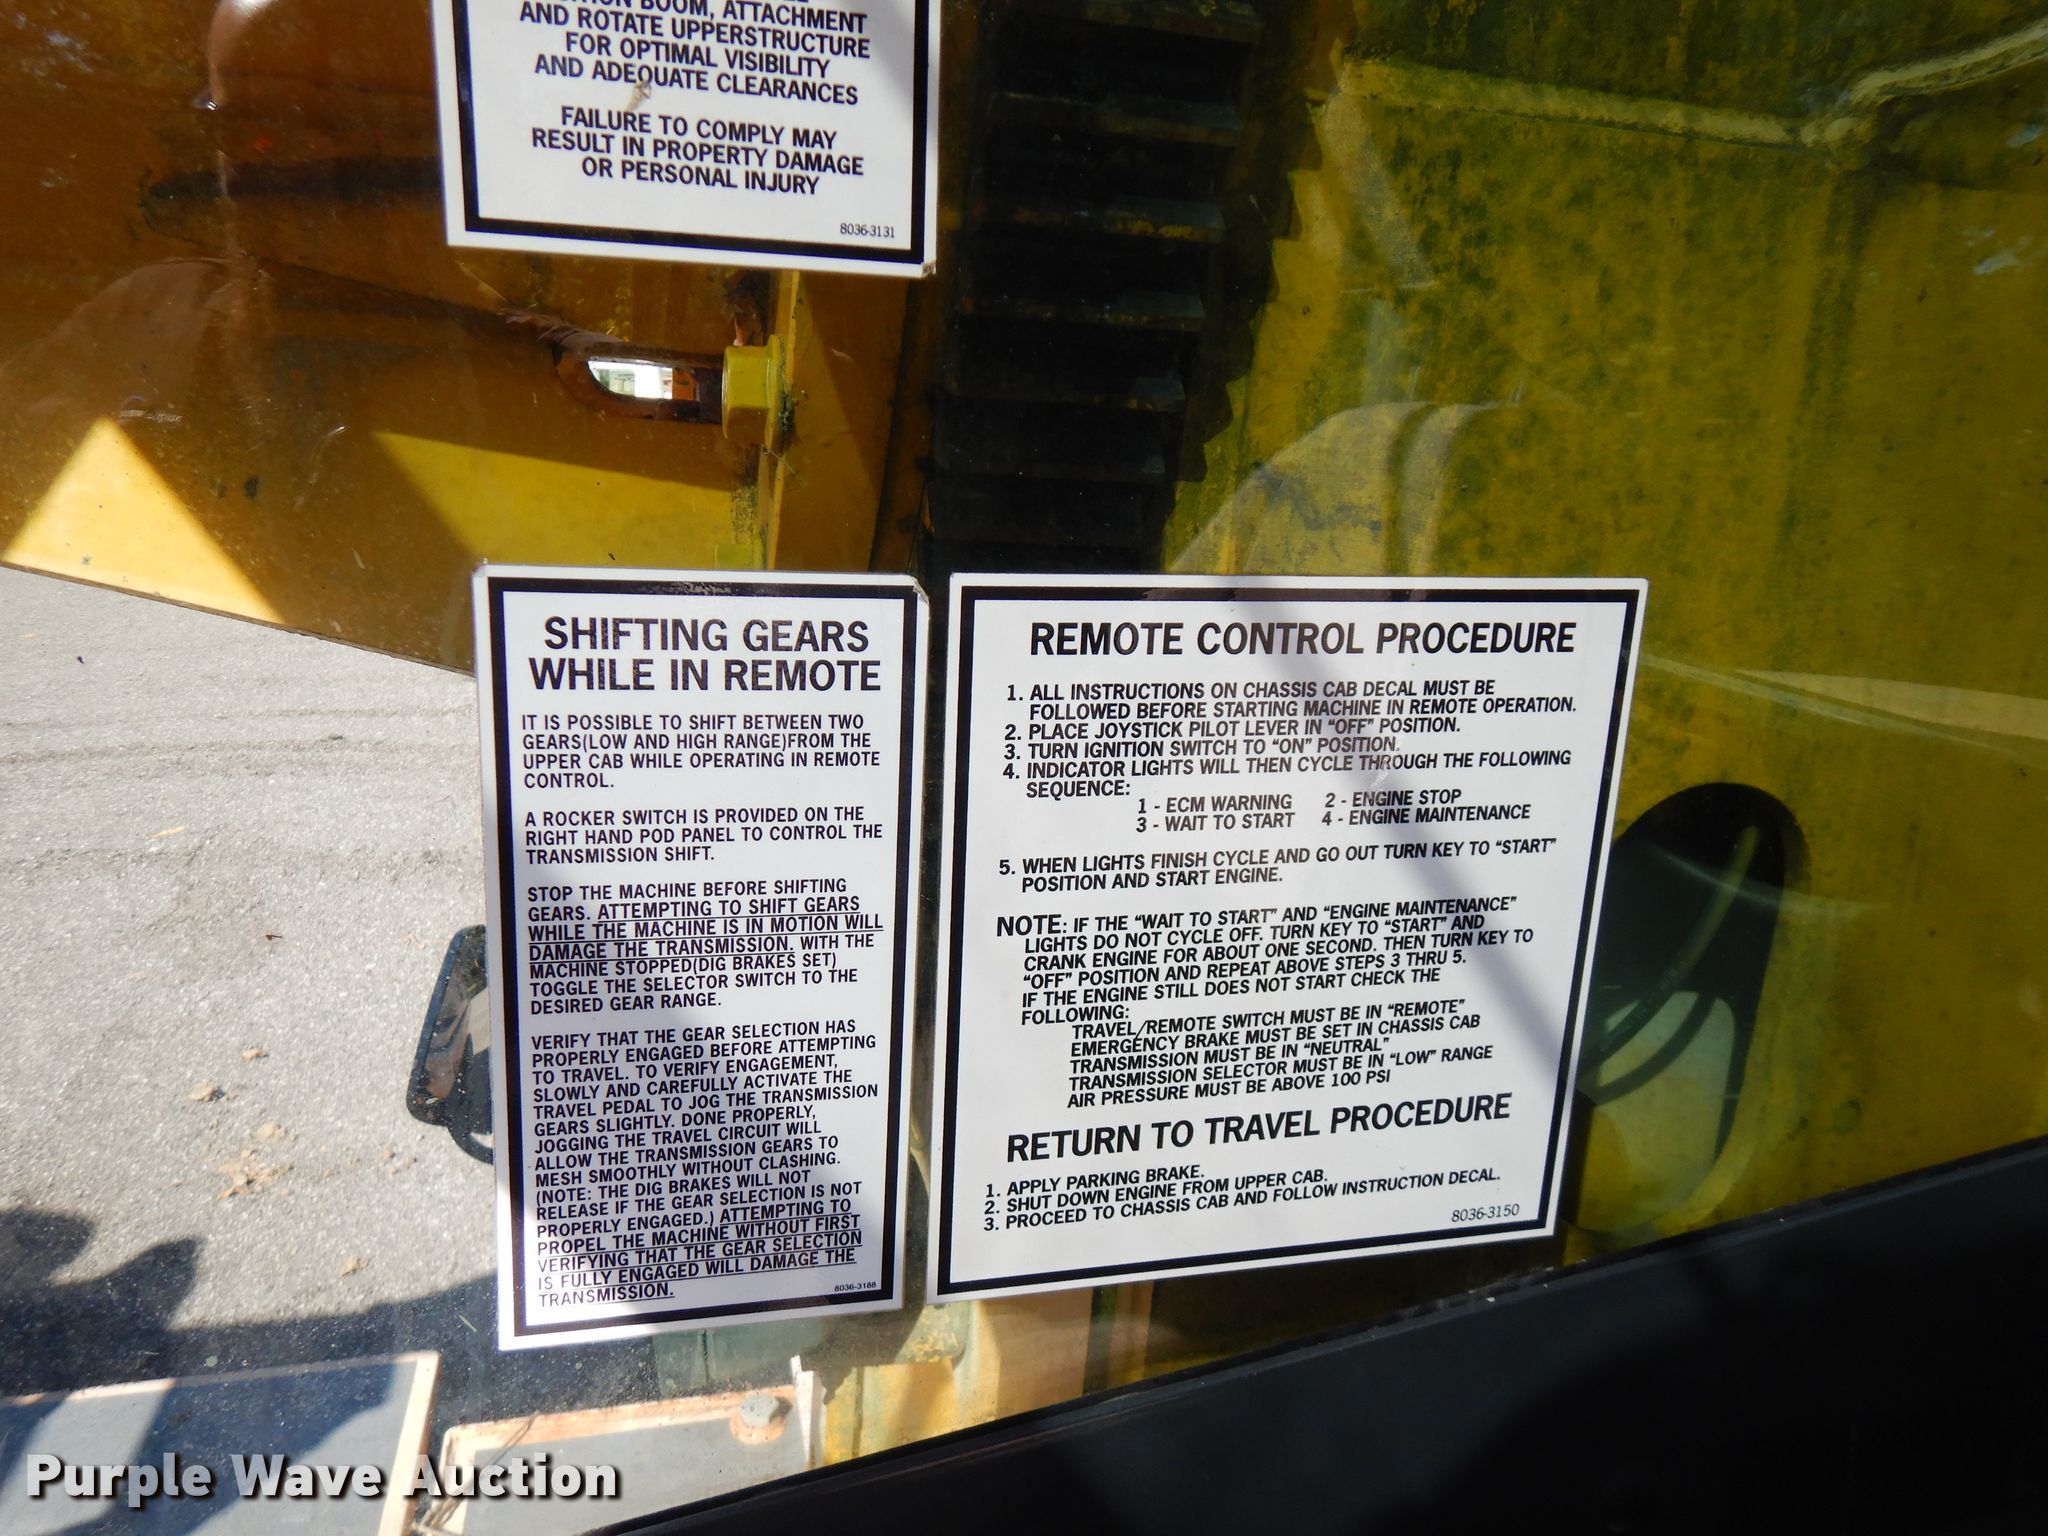 BOOM, ATTACHMENT
AND ROTATE UPPERSTRUCTURE
FOR OPTIMAL VISIBILITY
AND ADEQUATE CLEARANCES
FAILURE TO COMPLY MAY
RESULT IN PROPERTY DAMAGE
OR PERSONAL INJURY
8036-3131
SHIFTING GEARS
WHILE IN REMOTE
IT IS POSSIBLE TO SHIFT BETWEEN TWO
GEARS(LOW AND HIGH RANGE)FROM THE
UPPER CAB WHILE OPERATING IN REMOTE
CONTROL.
A ROCKER SWITCH IS PROVIDED ON THE
RIGHT HAND POD PANEL TO CONTROL THE
TRANSMISSION SHIFT.
STOP THE MACHINE BEFORE SHIFTING
GEARS. ATTEMPTING TO SHIFT GEARS
WHILE THE MACHINE IS IN MOTION WILL
DAMAGE THE TRANSMISSION. WITH THE
MACHINE STOPPED(DIG BRAKES SET)
TOGGLE THE SELECTOR SWITCH TO THE
DESIRED GEAR RANGE.
VERIFY THAT THE GEAR SELECTION HAS
PROPERLY ENGAGED BEFORE ATTEMPTING
TO TRAVEL. TO VERIFY ENGAGEMENT,
SLOWLY AND CAREFULLY ACTIVATE THE
TRAVEL PEDAL TO JOG THE TRANSMISSION
GEARS SLIGHTLY. DONE PROPERLY,
JOGGING THE TRAVEL CIRCUIT WILL
ALLOW THE TRANSMISSION GEARS TO
MESH SMOOTHLY WITHOUT CLASHING.
(NOTE: THE DIG BRAKES WILL NOT
RELEASE IF THE GEAR SELECTION IS NOT
PROPERLY ENGAGED.) ATTEMPTING TO
PROPEL THE MACHINE WITHOUT FIRST
VERIFYING THAT THE GEAR SELECTION
IS FULLY ENGAGED WILL DAMAGE THE
TRANSMISSION.
8036-3188
REMOTE CONTROL PROCEDURE
1. ALL INSTRUCTIONS ON CHASSIS CAB DECAL MUST BE
FOLLOWED BEFORE STARTING MACHINE IN REMOTE OPERATION.
2. PLACE JOYSTICK PILOT LEVER IN "OFF" POSITION.
3. TURN IGNITION SWITCH TO "ON" POSITION.
4. INDICATOR LIGHTS WILL THEN CYCLE THROUGH THE FOLLOWING
SEQUENCE:
1 - ECM WARNING 2 - ENGINE STOP
3 - WAIT TO START 4 - ENGINE MAINTENANCE
5. WHEN LIGHTS FINISH CYCLE AND GO OUT TURN KEY TO "START"
POSITION AND START ENGINE.
NOTE: IF THE "WAIT TO START" AND "ENGINE MAINTENANCE"
LIGHTS DO NOT CYCLE OFF. TURN KEY TO "START" AND
CRANK ENGINE FOR ABOUT ONE SECOND. THEN TURN KEY TO
"OFF" POSITION AND REPEAT ABOVE STEPS 3 THRU 5.
IF THE ENGINE STILL DOES NOT START CHECK THE
FOLLOWING:
TRAVEL/REMOTE SWITCH MUST BE IN "REMOTE"
EMERGENCY BRAKE MUST BE SET IN CHASSIS CAB
TRANSMISSION MUST BE IN "NEUTRAL"
TRANSMISSION SELECTOR MUST BE IN "LOW" RANGE
AIR PRESSURE MUST BE ABOVE 100 PSI
RETURN TO TRAVEL PROCEDURE
1. APPLY PARKING BRAKE.
2. SHUT DOWN ENGINE FROM UPPER CAB.
3. PROCEED TO CHASSIS CAB AND FOLLOW INSTRUCTION DECAL.
8036-3150
Purple Wave Auction